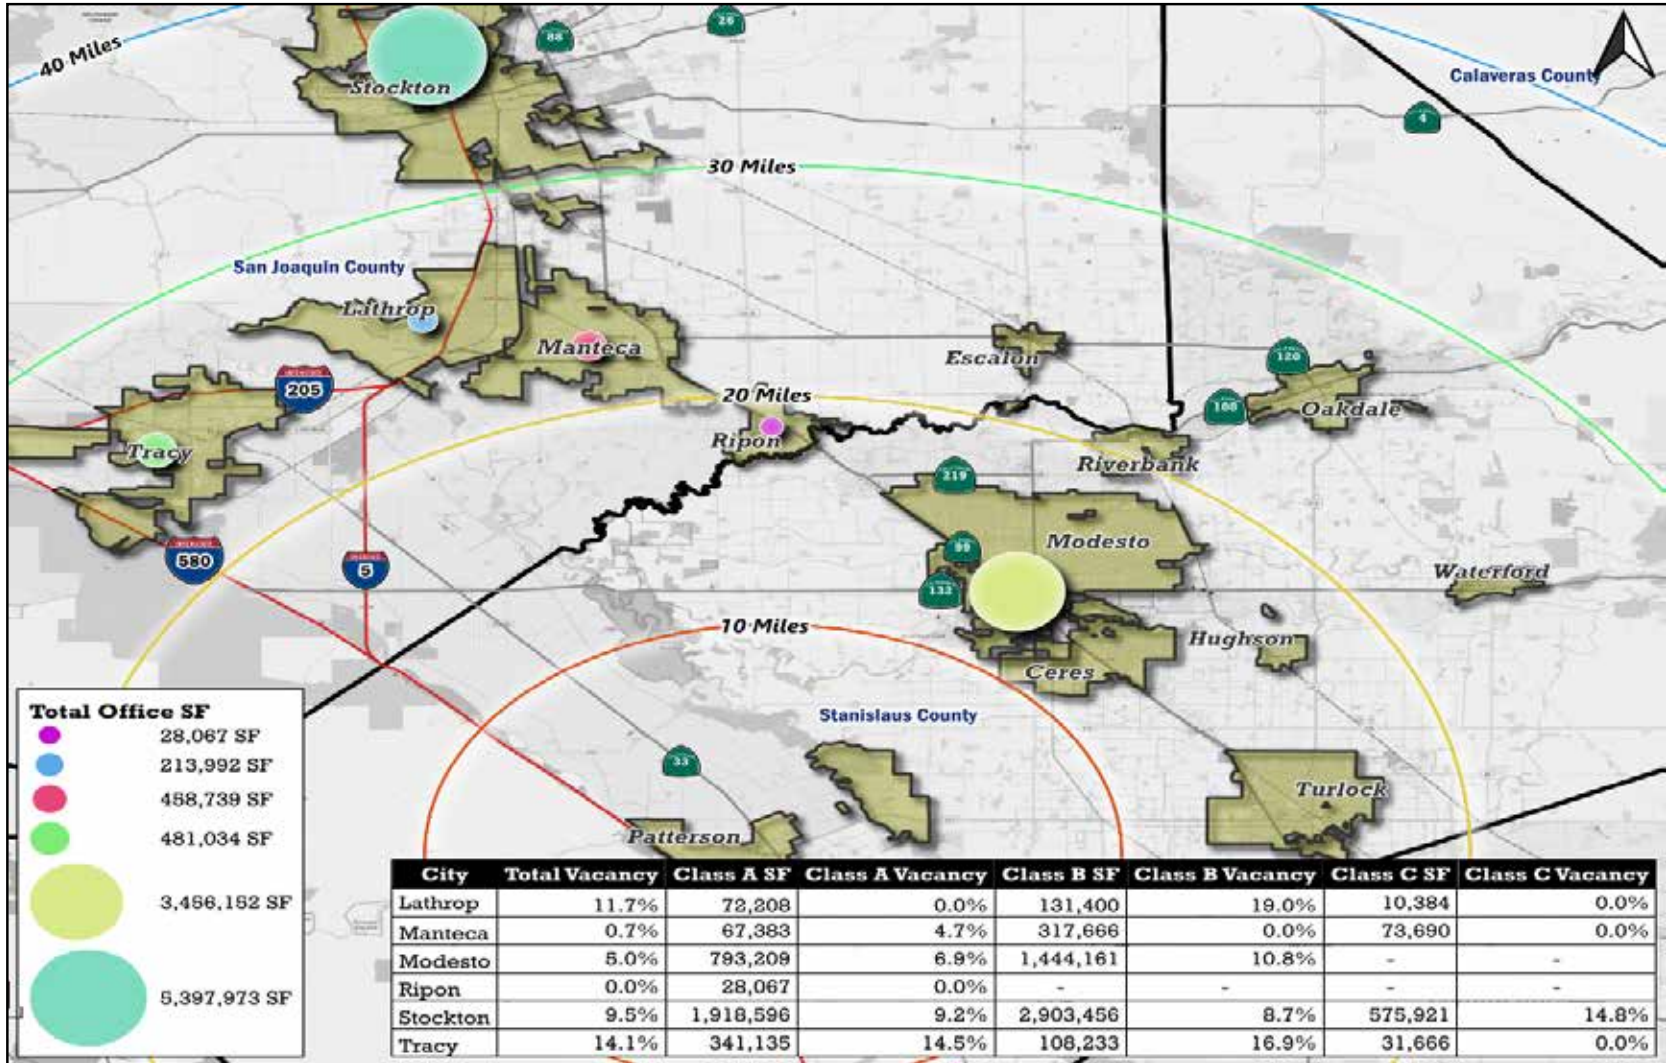 40 Miles
88
26
Calaveras County
Stockton
4
30 Miles
San Joaquin County
Lathrop
Manteca
Escalon
120
205
20 Miles
108
Oakdale
Tracy
Ripon
Riverbank
219
580
5
99
Modesto
132
Waterford
10 Miles
Hughson
Ceres
Stanislaus County
33
Turlock
Patterson
Total Office SF
28,067 SF
213,992 SF
458,739 SF
481,034 SF
3,456,152 SF
5,397,973 SF
City Total Vacancy Class A SF Class A Vacancy Class B SF Class B Vacancy Class C SF Class C Vacancy
Lathrop 11.7% 72,208 0.0% 131,400 19.0% 10,384 0.0%
Manteca 0.7% 67,383 4.7% 317,666 0.0% 73,690 0.0%
Modesto 5.0% 793,209 6.9% 1,444,161 10.8% - -
Ripon 0.0% 28,067 0.0% - - - -
Stockton 9.5% 1,918,596 9.2% 2,903,456 8.7% 575,921 14.8%
Tracy 14.1% 341,135 14.5% 108,233 16.9% 31,666 0.0%